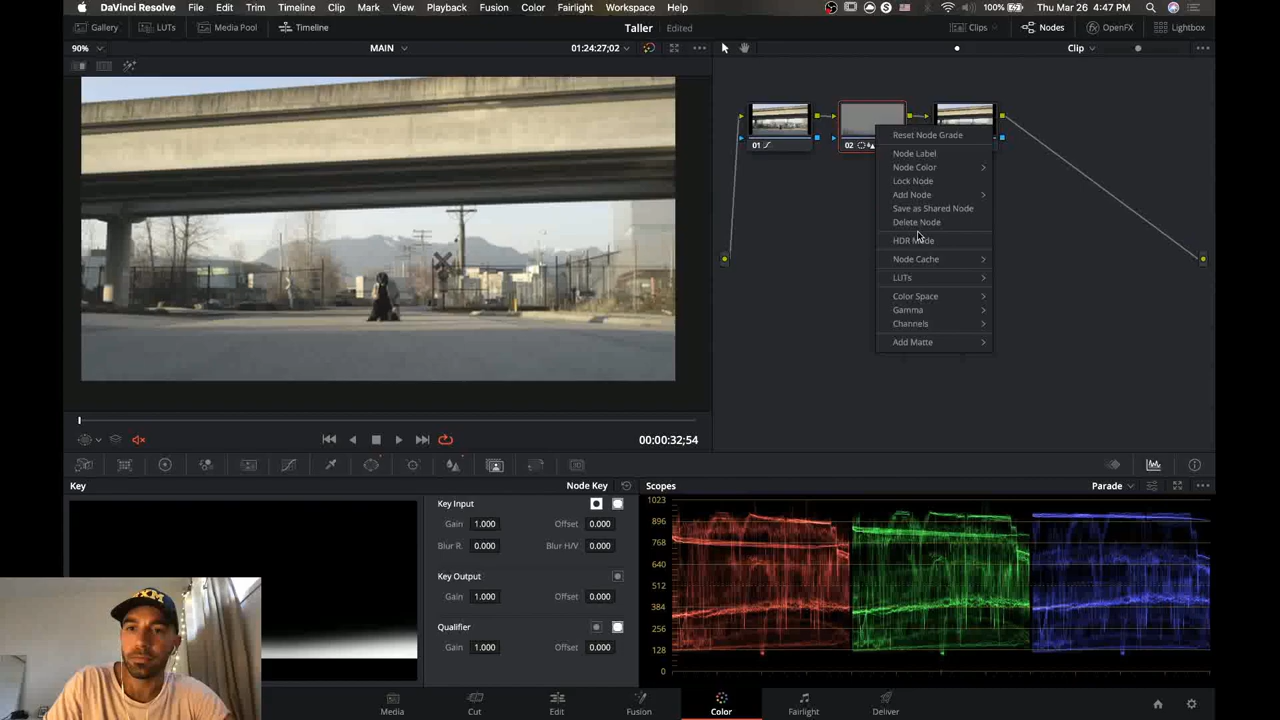 DaVinci Resolve File Edit Trim Timeline Clip Mark View Playback Fusion Color Fairlight Workspace Help 100% Thu Mar 26 4:47 PM
Gallery LUTs Media Pool Timeline Taller Edited Clips Nodes OpenFX Lightbox
90% MAIN 01:24:27:02 Clip
01
02
Reset Node Grade
Node Label
Node Color
Lock Node
Add Node
Save as Shared Node
Delete Node
HDR Mode
Node Cache
LUTs
Color Space
Gamma
Channels
Add Matte
00:00:32;54
Key Node Key Scopes Parade
Key Input
Gain 1.000 Offset 0.000
Blur R. 0.000 Blur H/V 0.000
Key Output
Gain 1.000 Offset 0.000
Qualifier
Gain 1.000 Offset 0.000
1023
896
768
640
512
384
256
128
0
Media Cut Edit Fusion Color Fairlight Deliver